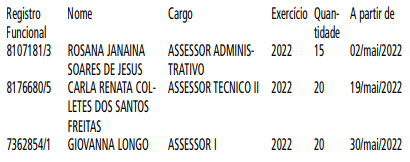 Registro Nome Cargo Exercício Quan- A partir de
Funcional tidade
8107181/3 ROSANA JANAINA ASSESSOR ADMINIS- 2022 15 02/mai/2022
SOARES DE JESUS TRATIVO
8176680/5 CARLA RENATA COL- ASSESSOR TECNICO II 2022 20 19/mai/2022
LETES DOS SANTOS
FREITAS
7362854/1 GIOVANNA LONGO ASSESSOR I 2022 20 30/mai/2022